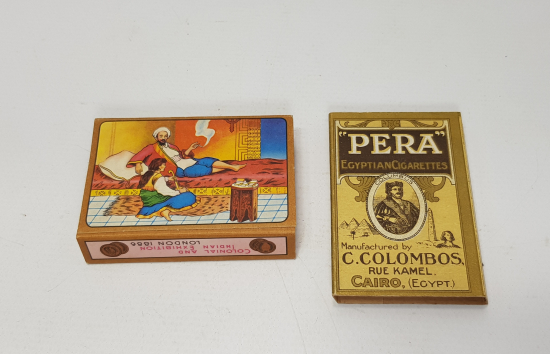 COLONIAL AND
INDIAN EXHIBITION
LONDON 1886
"PERA"
EGYPTIAN CIGARETTES
Manufactured by
C. COLOMBOS,
RUE KAMEL,
CAIRO, (EGYPT.)